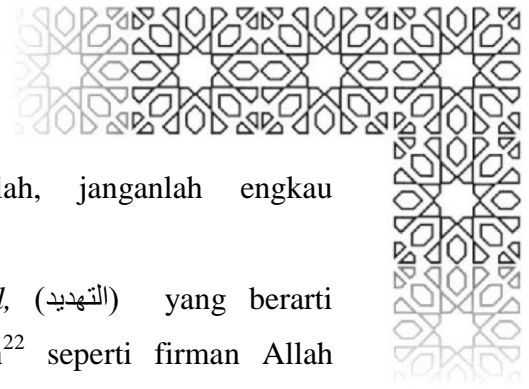 lah, janganlah engkau
l, (التهديد) yang berarti
n²² seperti firman Allah